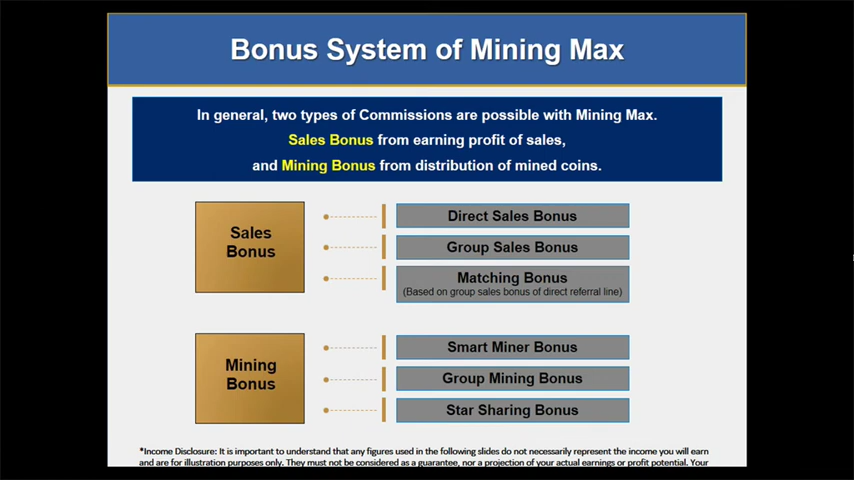 Bonus System of Mining Max
In general, two types of Commissions are possible with Mining Max.
Sales Bonus from earning profit of sales,
and Mining Bonus from distribution of mined coins.
Sales
Bonus
Direct Sales Bonus
Group Sales Bonus
Matching Bonus
(Based on group sales bonus of direct referral line)
Mining
Bonus
Smart Miner Bonus
Group Mining Bonus
Star Sharing Bonus
*Income Disclosure: It is important to understand that any figures used in the following slides do not necessarily represent the income you will earn
and are for illustration purposes only. They must not be considered as a guarantee, nor a projection of your actual earnings or profit potential. Your